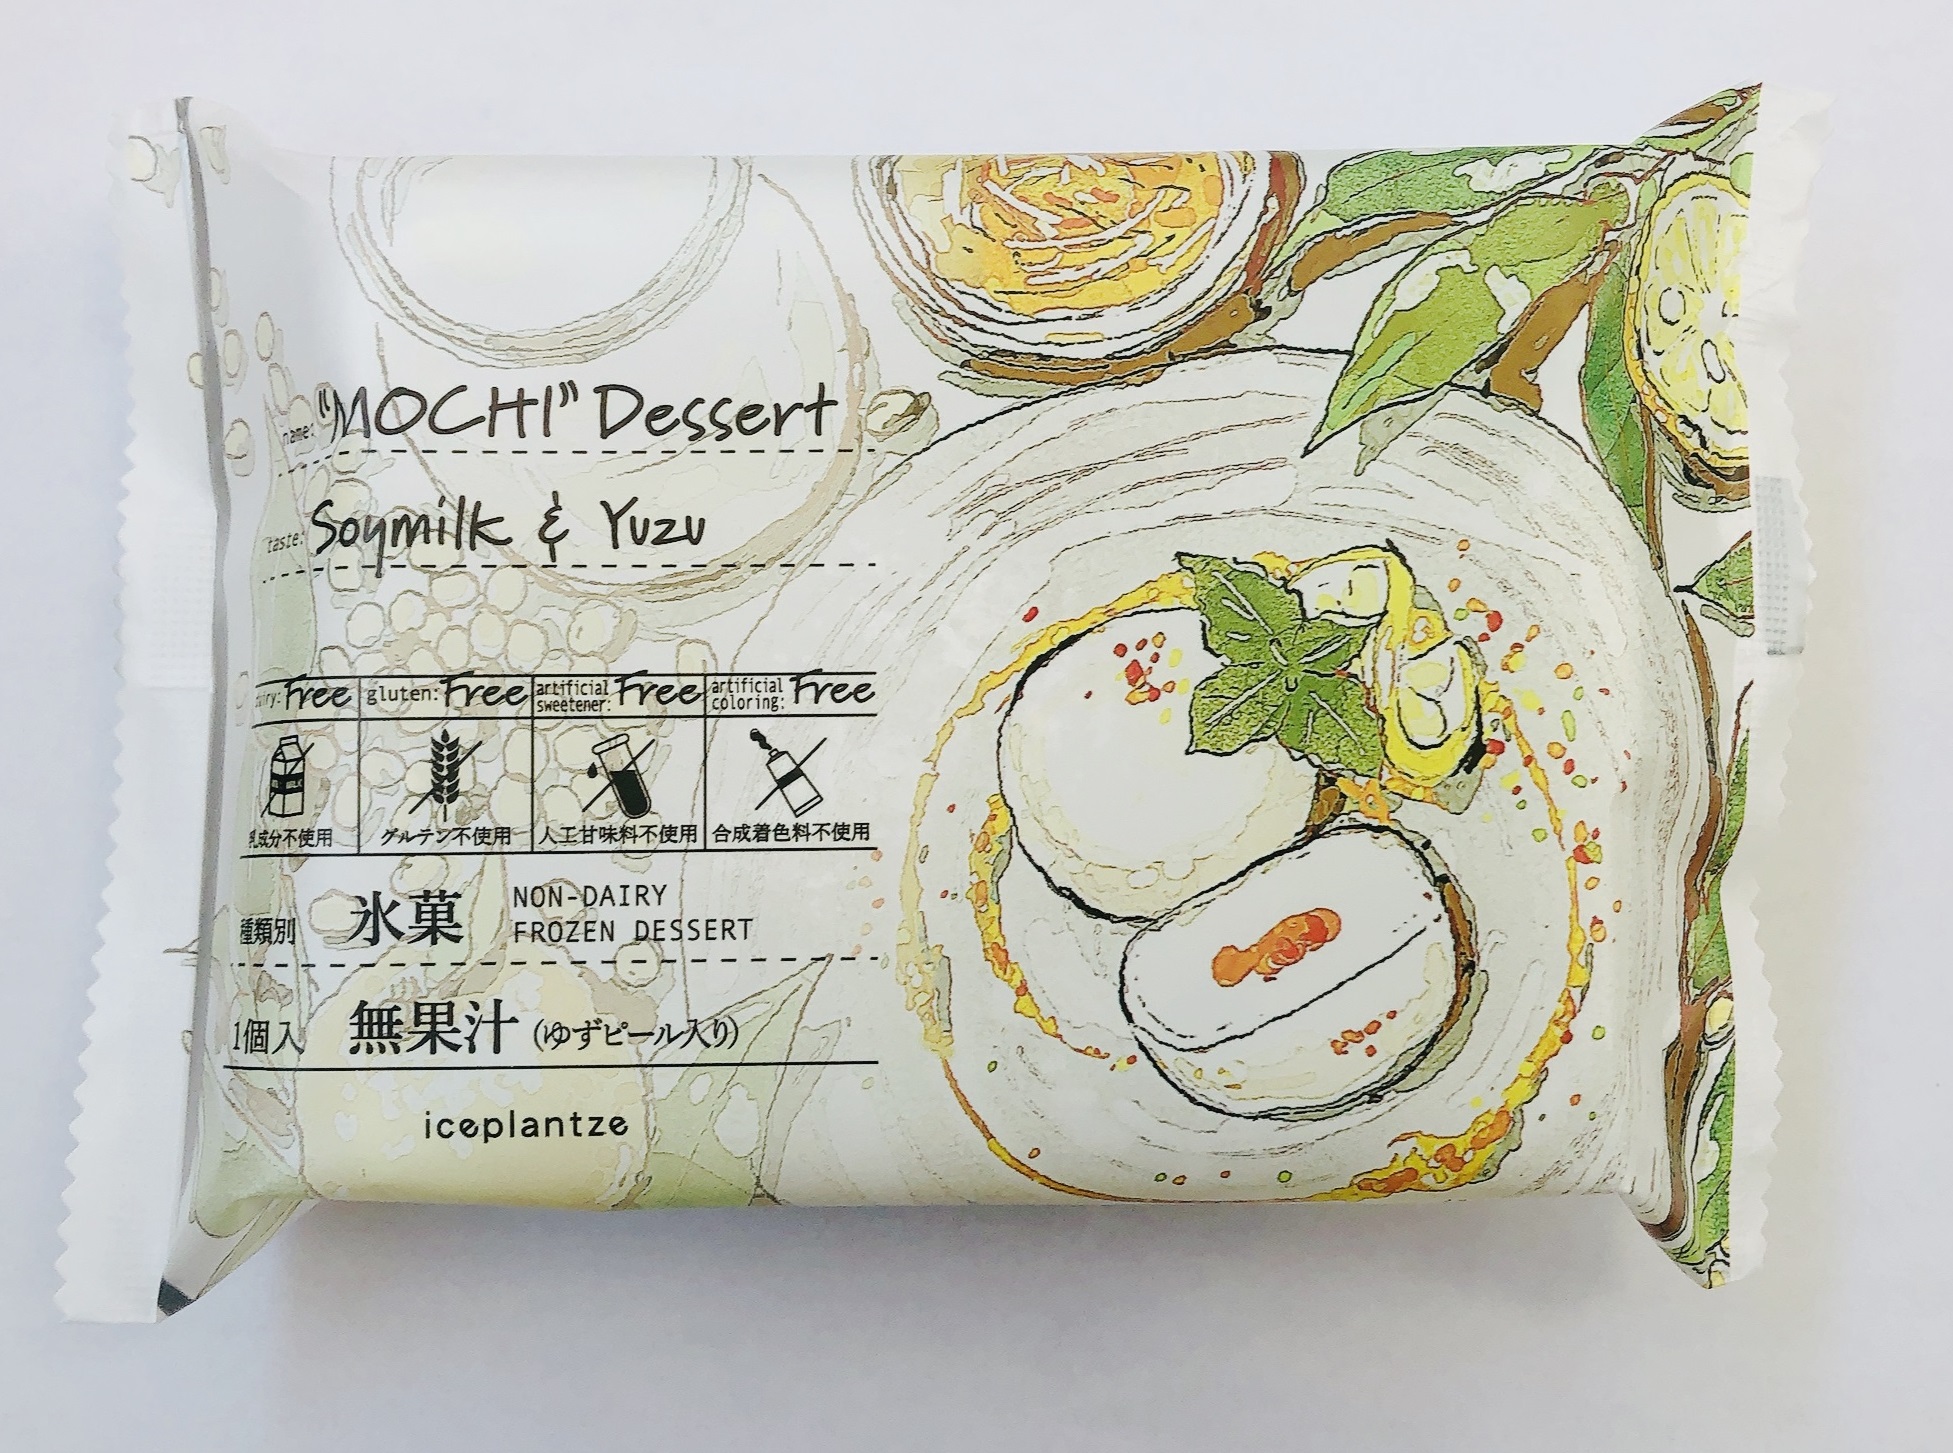 name: "MOCHI" Dessert
taste: Soymilk & Yuzu
dairy: Free gluten: Free artificial sweetener: Free artificial coloring: Free
乳成分不使用 グルテン不使用 人工甘味料不使用 合成着色料不使用
種類別 氷菓 NON-DAIRY
FROZEN DESSERT
1個入 無果汁 (ゆずピール入り)
iceplantze